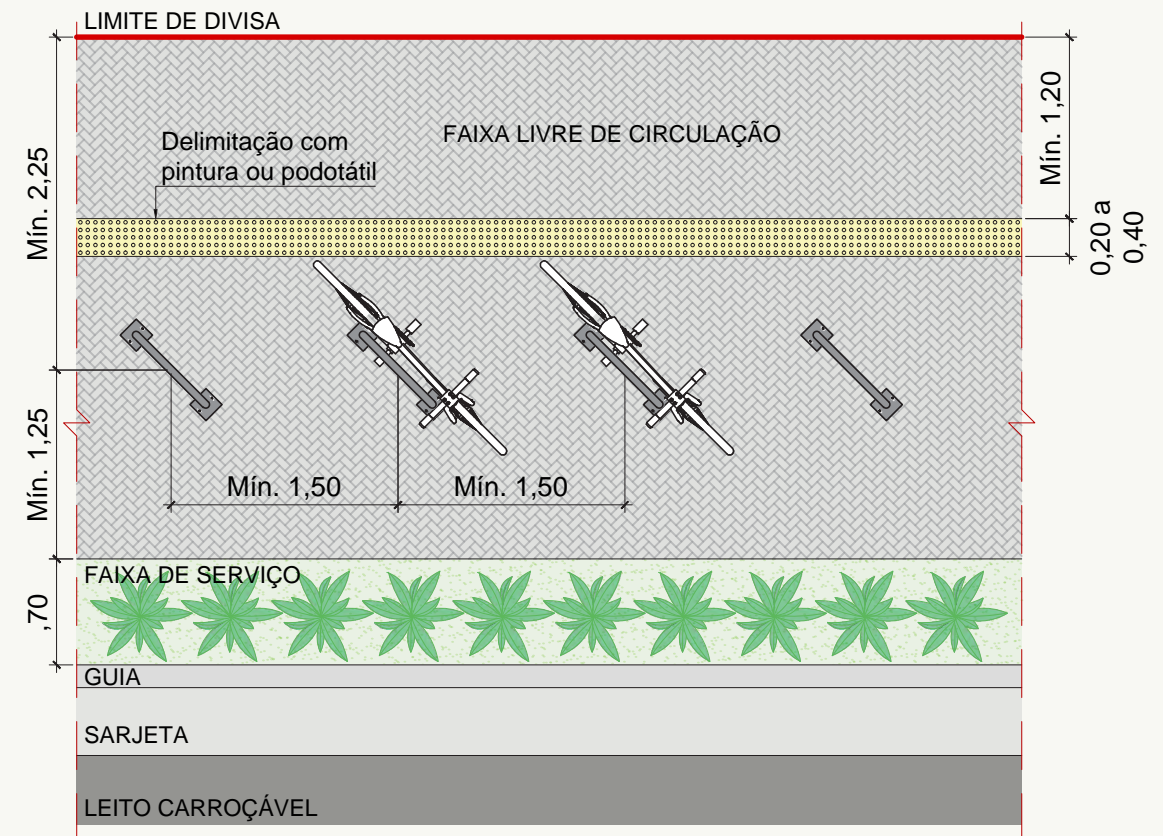 LIMITE DE DIVISA
Mín. 2,25
Delimitação com
pintura ou podotátil
FAIXA LIVRE DE CIRCULAÇÃO
Mín. 1,20
0,20 a
0,40
Mín. 1,25
Mín. 1,50
Mín. 1,50
FAIXA DE SERVIÇO
,70
GUIA
SARJETA
LEITO CARROÇÁVEL